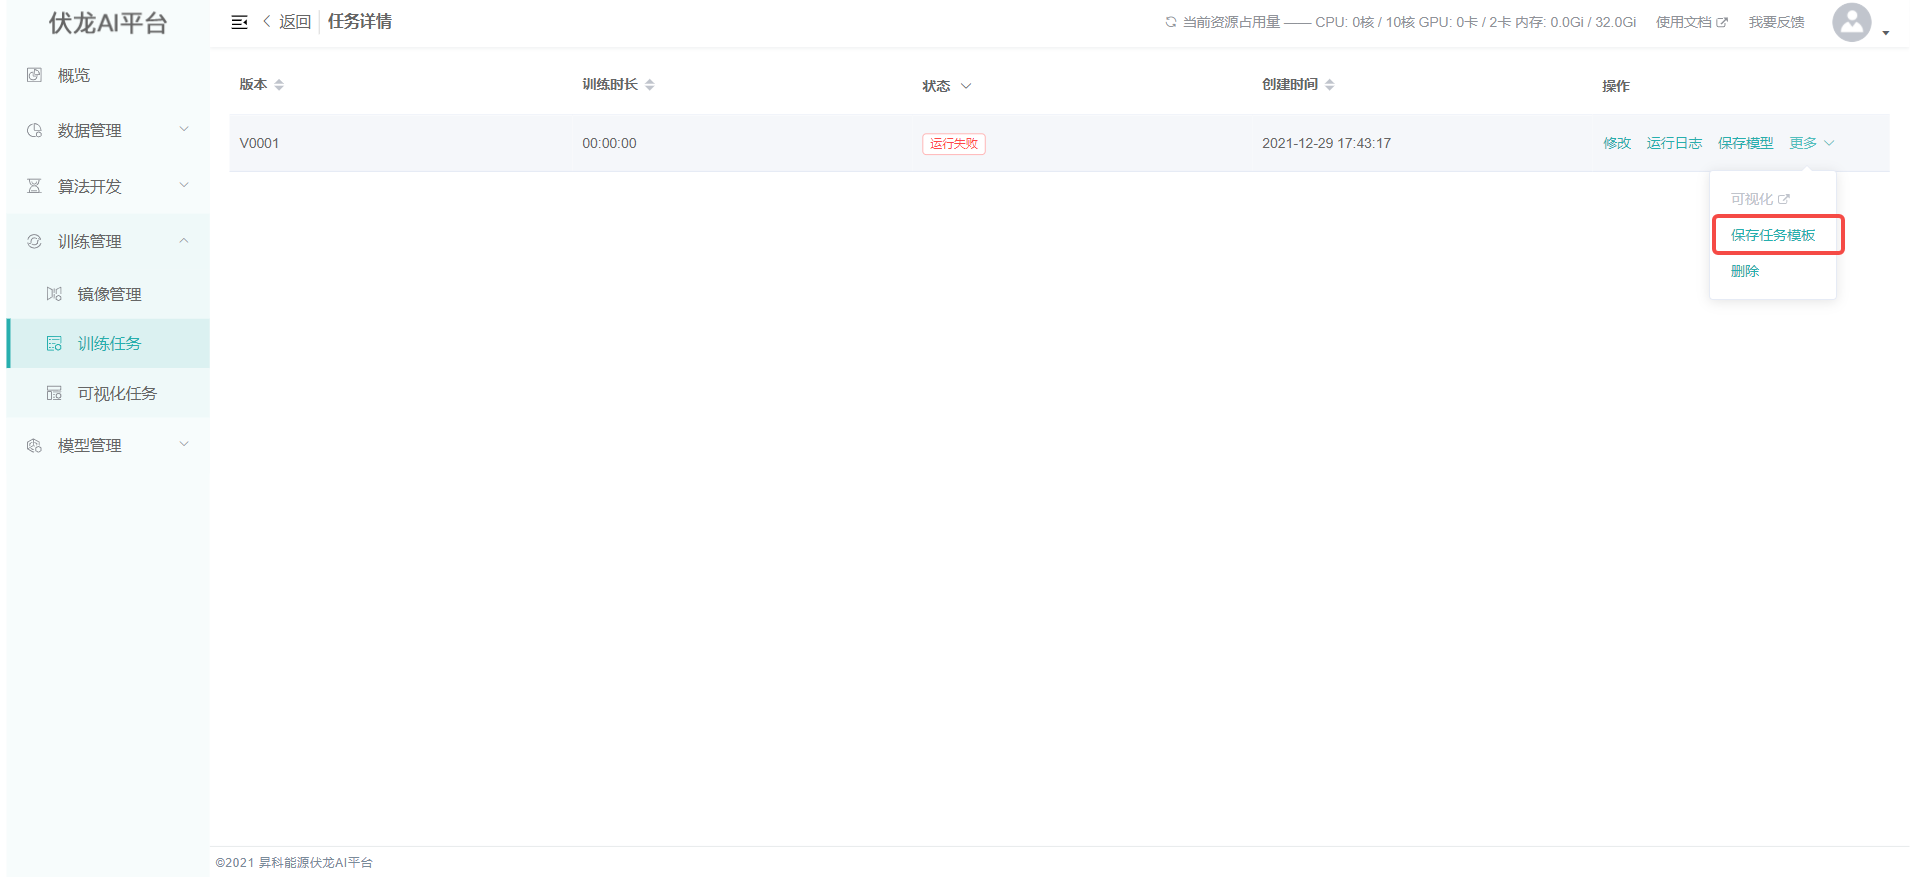 伏龙AI平台
返回 任务详情
当前资源占用量 —— CPU: 0核 / 10核 GPU: 0卡 / 2卡 内存: 0.0Gi / 32.0Gi 使用文档 我要反馈
概览
数据管理
算法开发
训练管理
镜像管理
训练任务
可视化任务
模型管理
版本 训练时长 状态 创建时间 操作
V0001 00:00:00 运行失败 2021-12-29 17:43:17 修改 运行日志 保存模型 更多
可视化
保存任务模板
删除
©2021 昇科能源伏龙AI平台